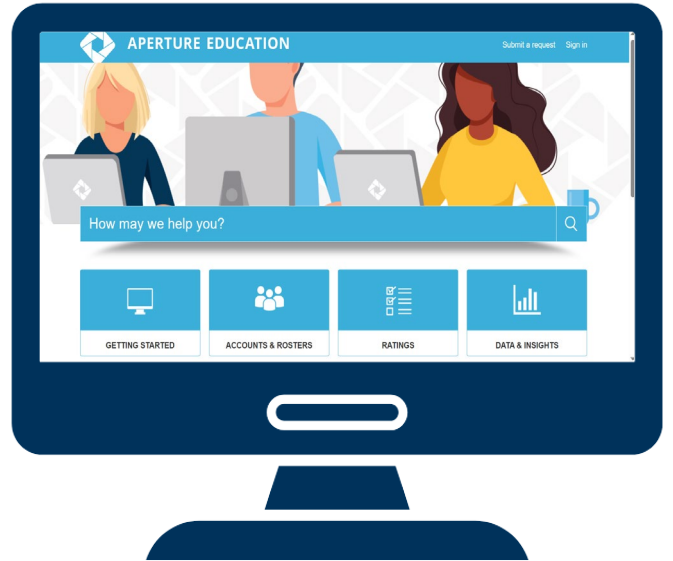 APERTURE EDUCATION
Submit a request Sign in
How may we help you?
GETTING STARTED
ACCOUNTS & ROSTERS
RATINGS
DATA & INSIGHTS